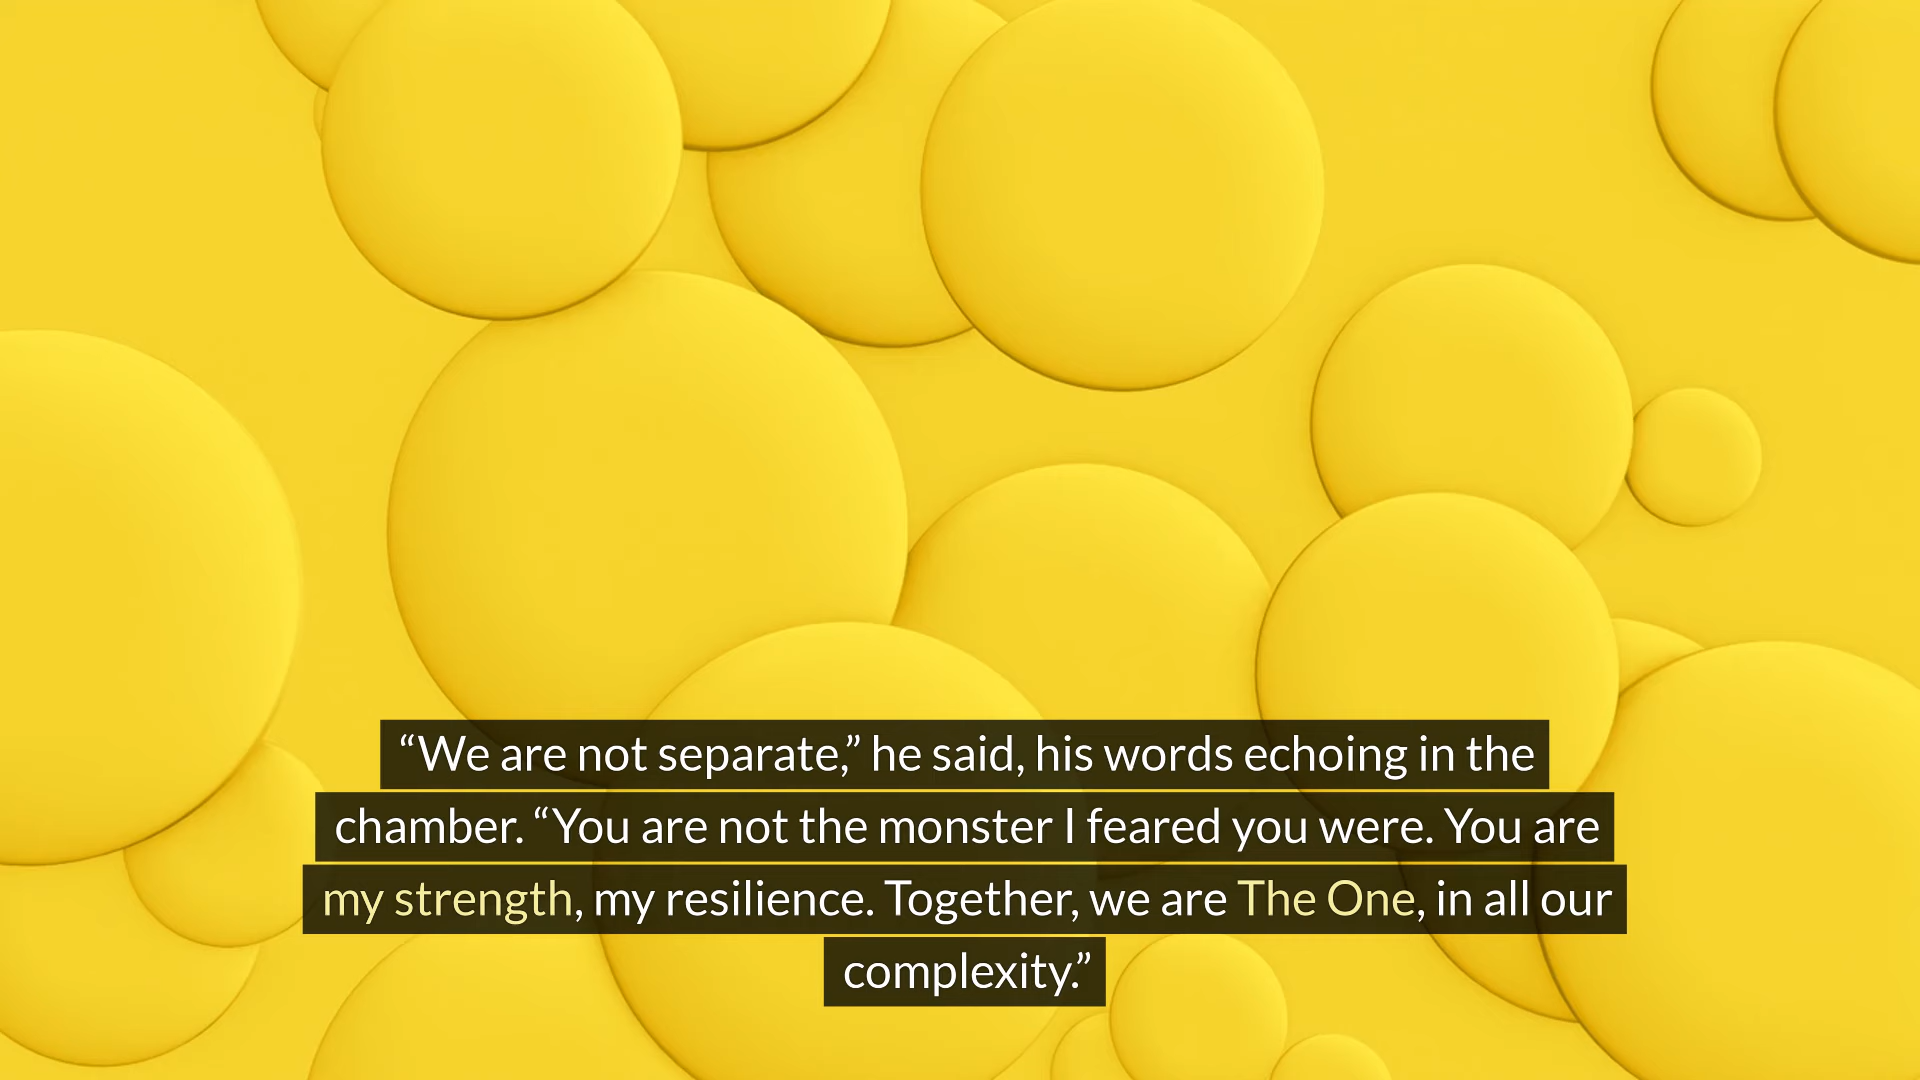 “We are not separate,” he said, his words echoing in the
chamber. “You are not the monster I feared you were. You are
my strength, my resilience. Together, we are The One, in all our
complexity.”